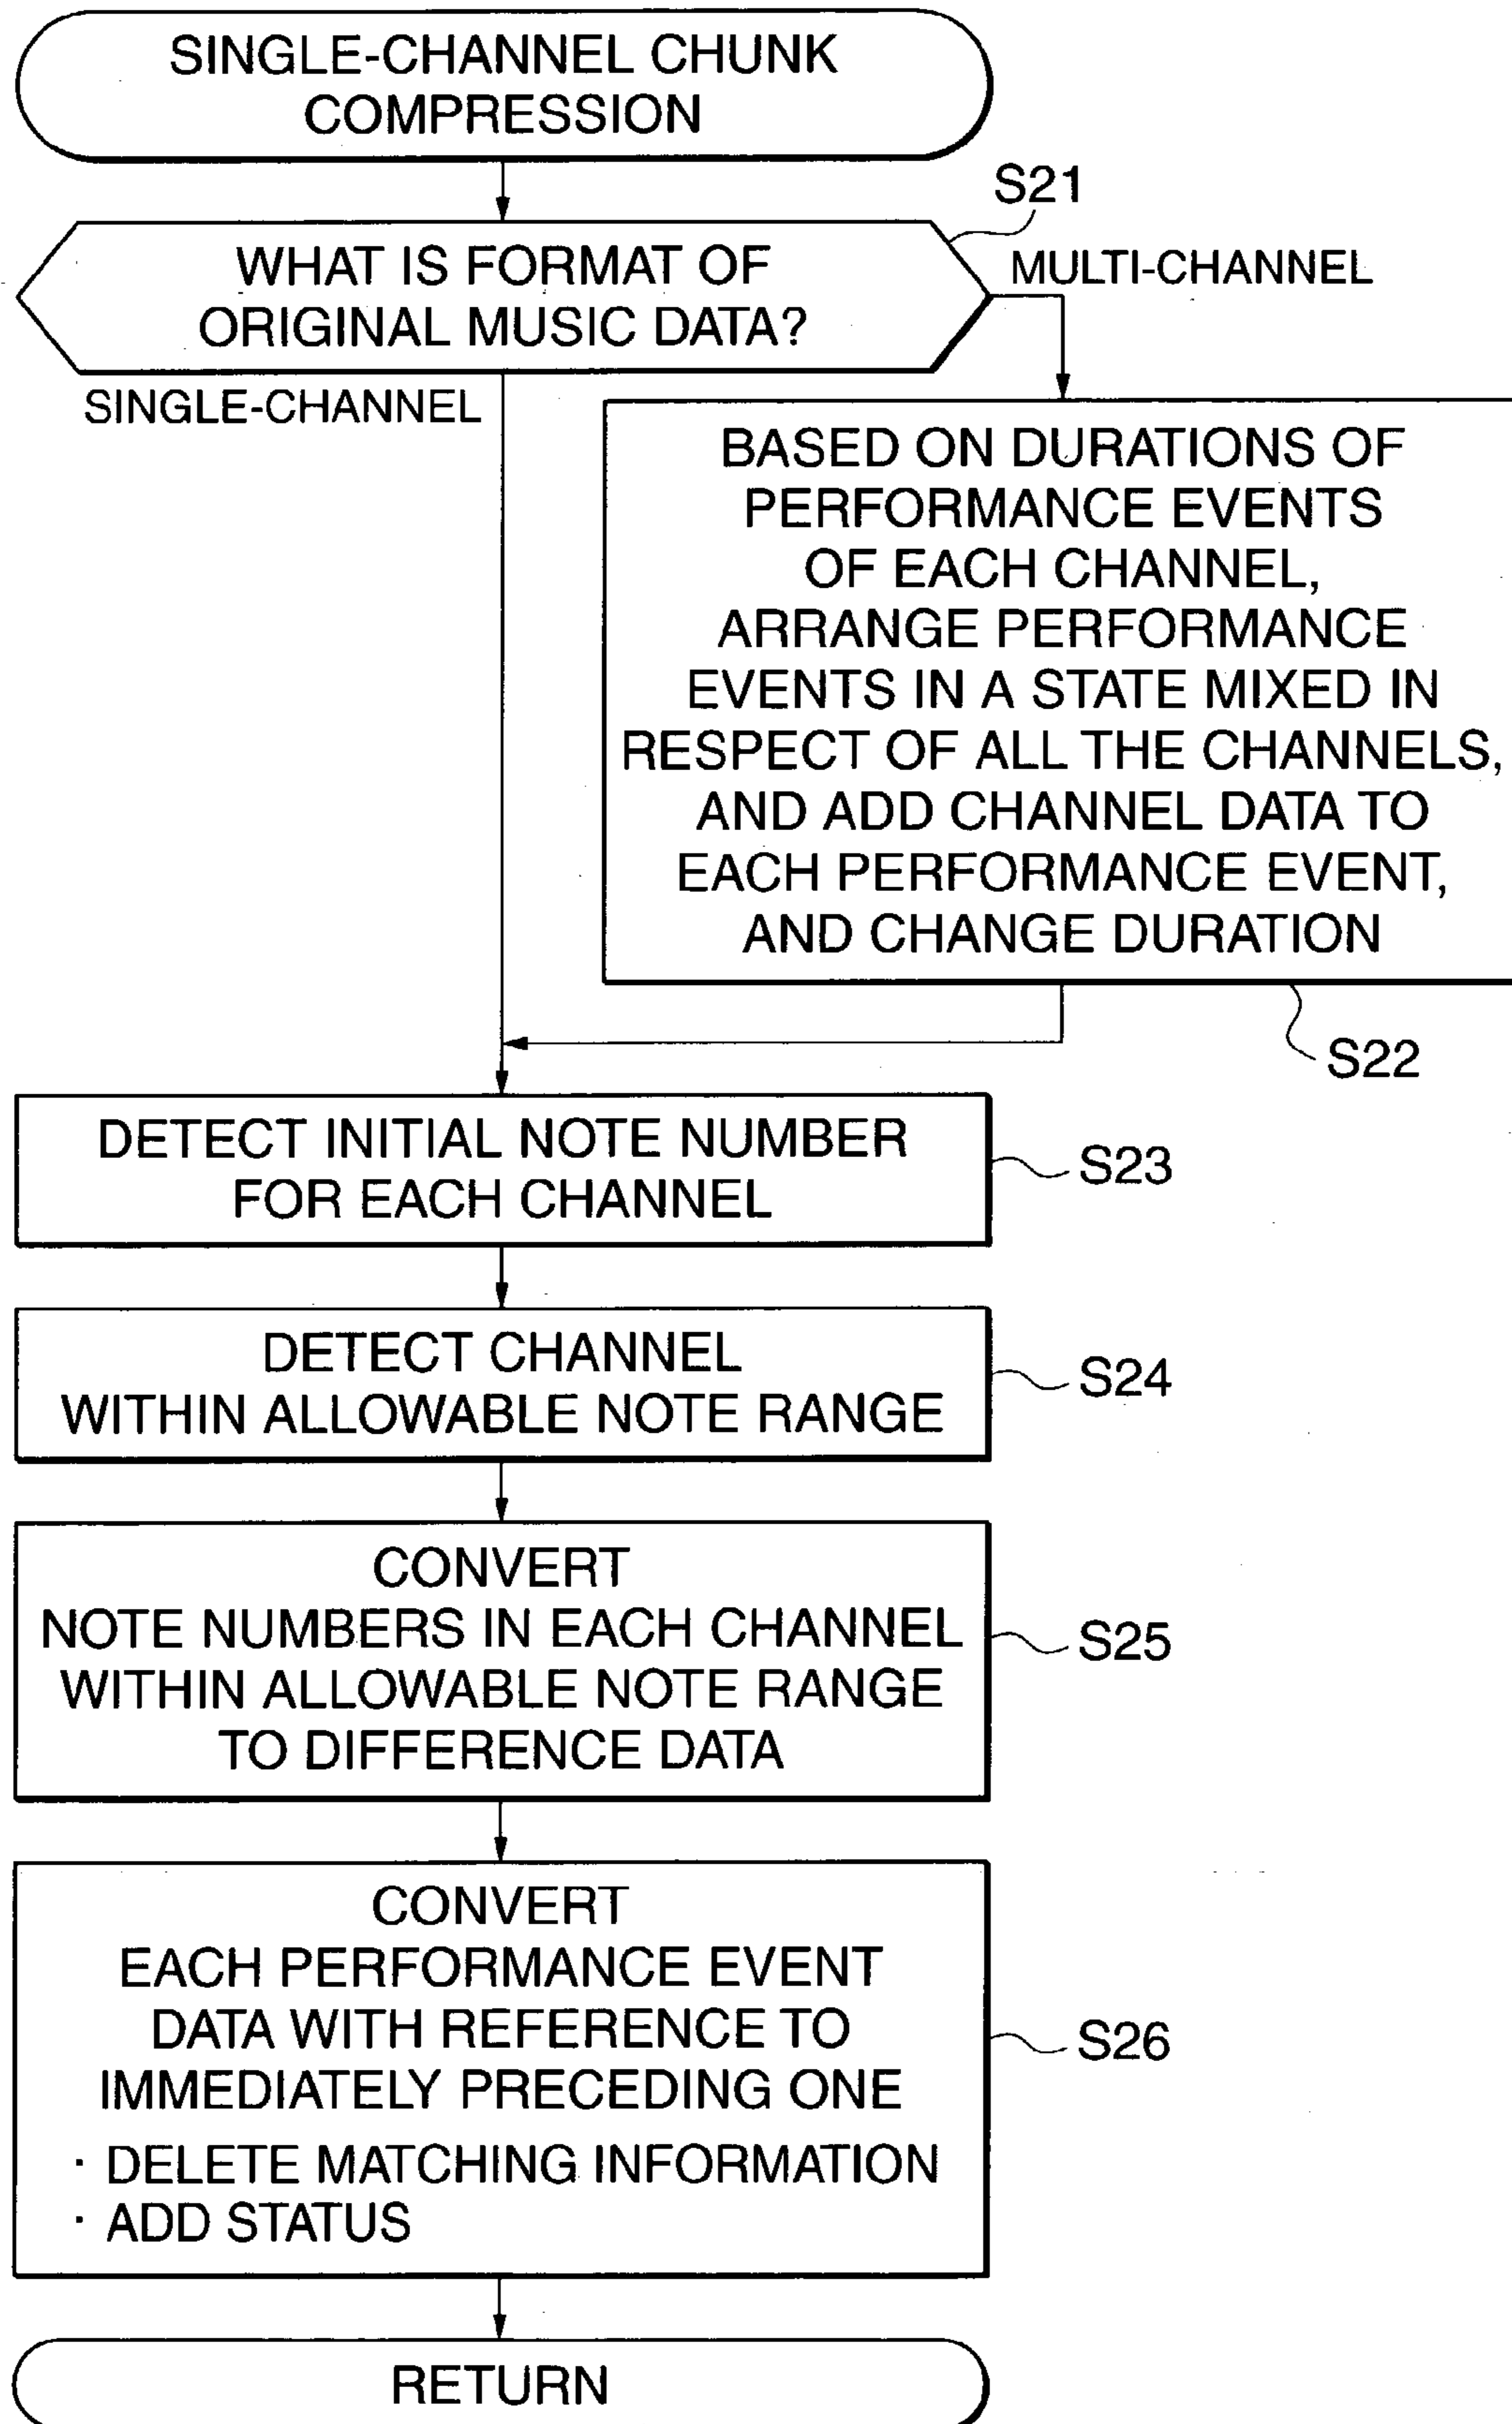 SINGLE-CHANNEL CHUNK
COMPRESSION
S21
WHAT IS FORMAT OF
ORIGINAL MUSIC DATA?
MULTI-CHANNEL
SINGLE-CHANNEL
BASED ON DURATIONS OF
PERFORMANCE EVENTS
OF EACH CHANNEL,
ARRANGE PERFORMANCE
EVENTS IN A STATE MIXED IN
RESPECT OF ALL THE CHANNELS,
AND ADD CHANNEL DATA TO
EACH PERFORMANCE EVENT,
AND CHANGE DURATION
S22
DETECT INITIAL NOTE NUMBER
FOR EACH CHANNEL
S23
DETECT CHANNEL
WITHIN ALLOWABLE NOTE RANGE
S24
CONVERT
NOTE NUMBERS IN EACH CHANNEL
WITHIN ALLOWABLE NOTE RANGE
TO DIFFERENCE DATA
S25
CONVERT
EACH PERFORMANCE EVENT
DATA WITH REFERENCE TO
IMMEDIATELY PRECEDING ONE
· DELETE MATCHING INFORMATION
· ADD STATUS
S26
RETURN